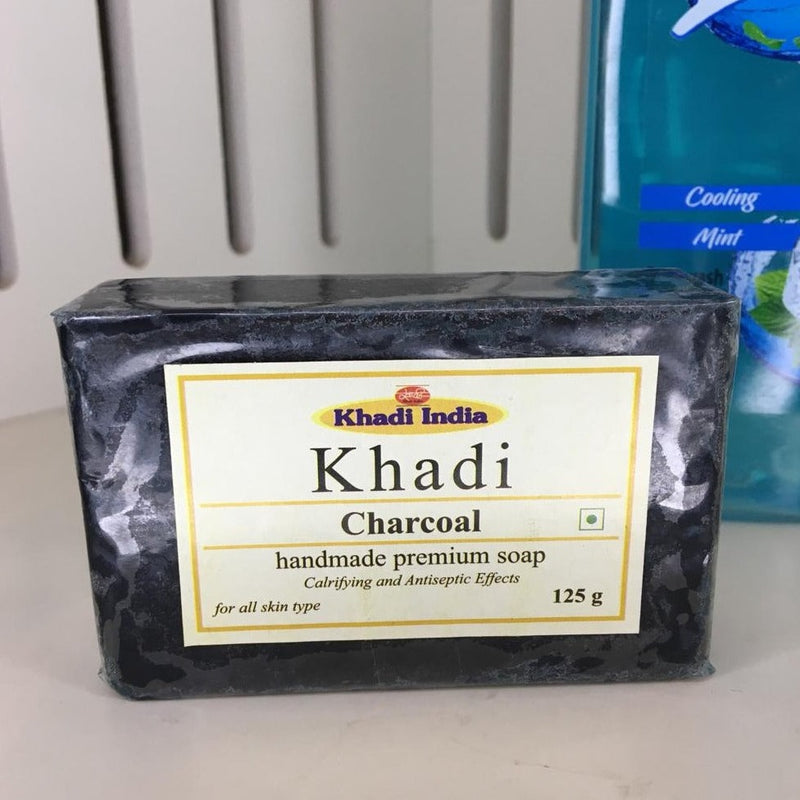 Cooling
Mint
Khadi India
Khadi
Charcoal
handmade premium soap
Calrifying and Antiseptic Effects
for all skin type
125 g